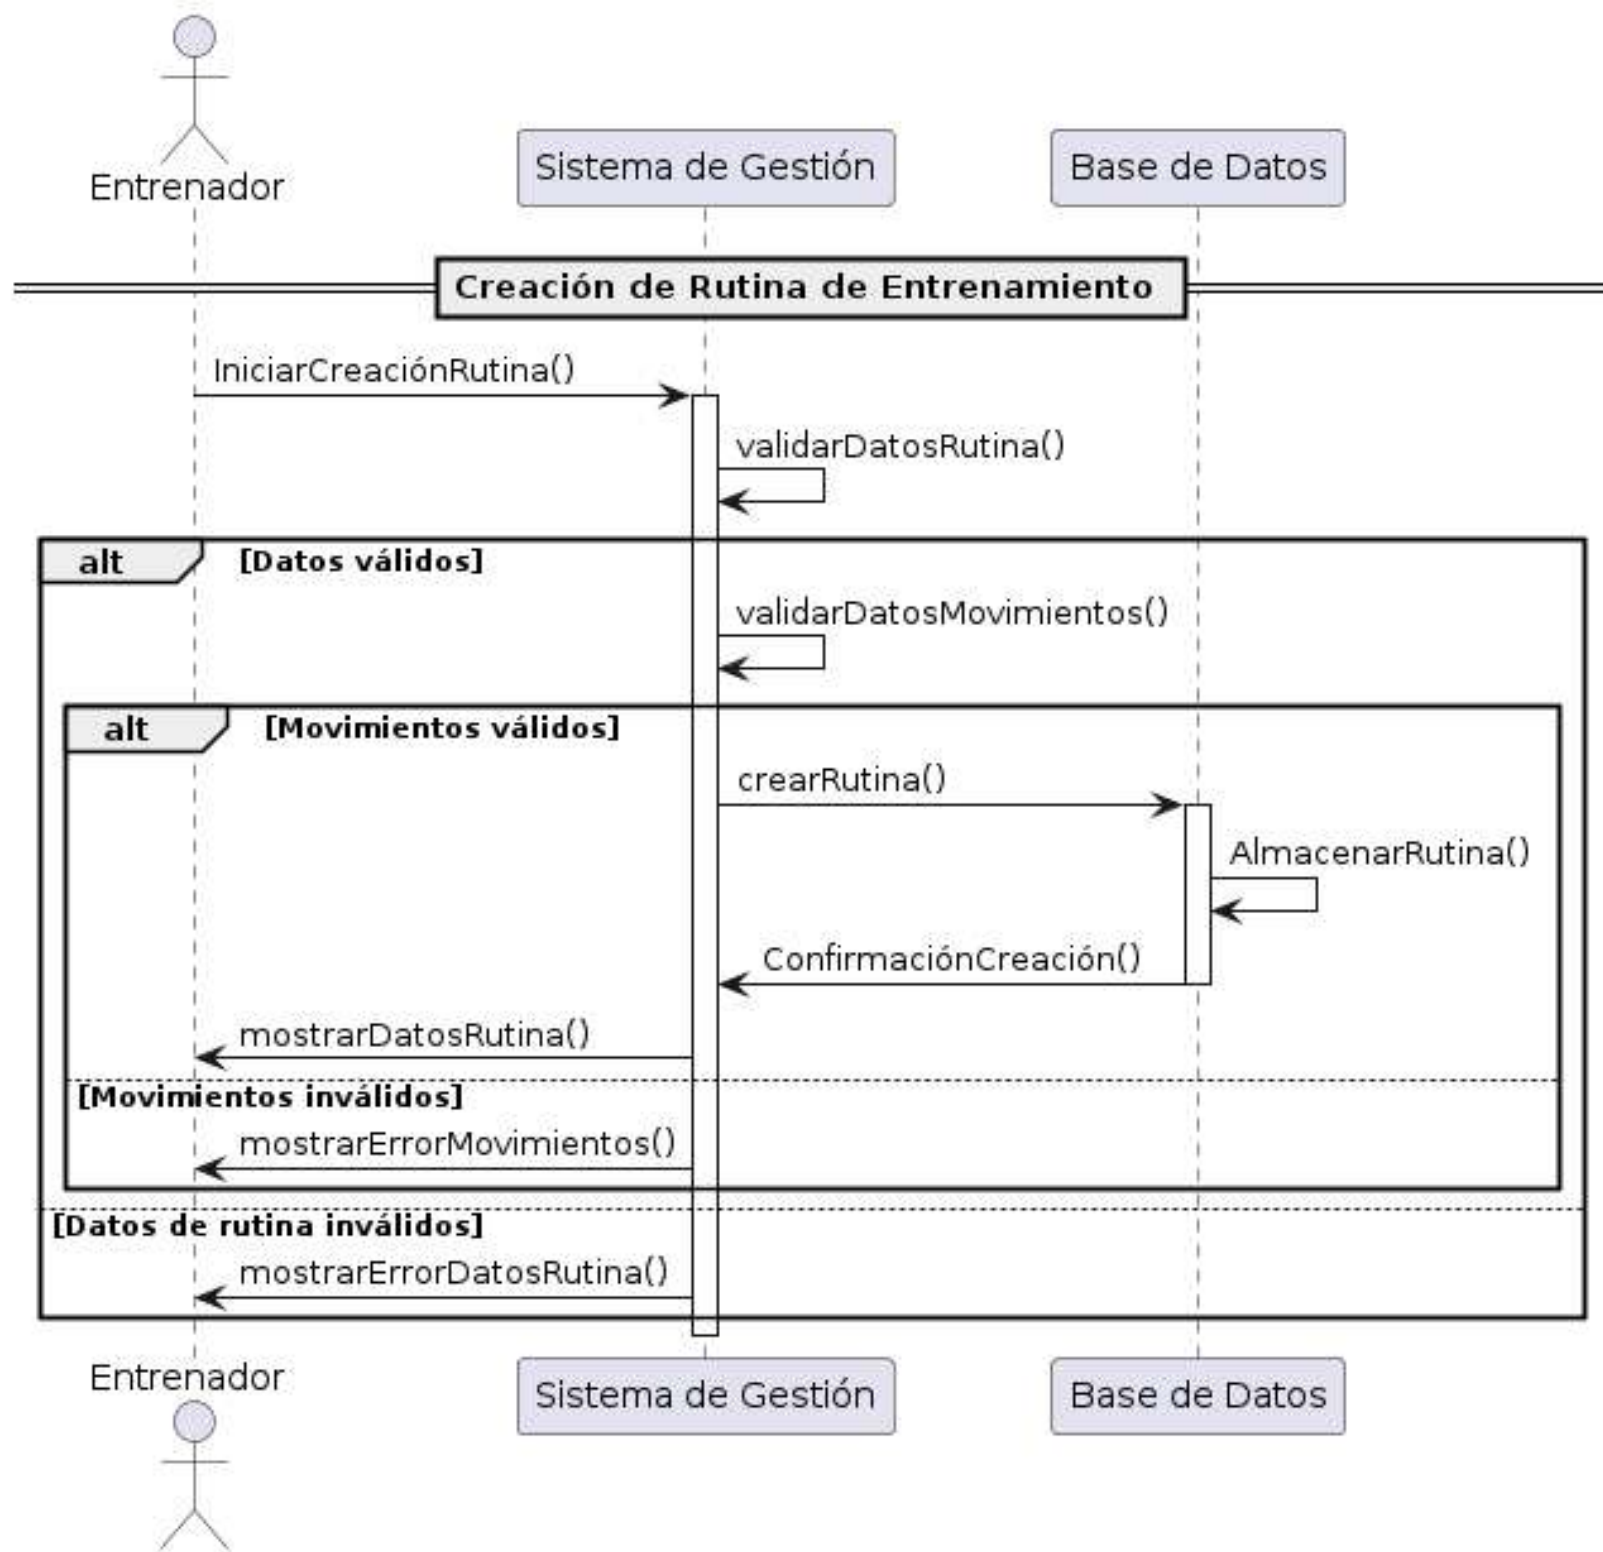 Entrenador
Sistema de Gestión
Base de Datos
Creación de Rutina de Entrenamiento
IniciarCreaciónRutina()
validarDatosRutina()
alt
[Datos válidos]
validarDatosMovimientos()
alt
[Movimientos válidos]
crearRutina()
AlmacenarRutina()
ConfirmaciónCreación()
mostrarDatosRutina()
[Movimientos inválidos]
mostrarErrorMovimientos()
[Datos de rutina inválidos]
mostrarErrorDatosRutina()
Entrenador
Sistema de Gestión
Base de Datos